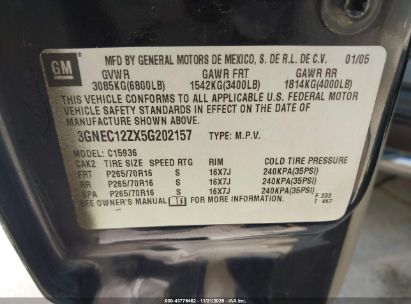 GM
MFD BY GENERAL MOTORS DE MEXICO, S. DE R.L. DE C.V. 01/05
GVWR GAWR FRT GAWR RR
3085KG(6800LB) 1542KG(3400LB) 1814KG(4000LB)
THIS VEHICLE CONFORMS TO ALL APPLICABLE U.S. FEDERAL MOTOR
VEHICLE SAFETY STANDARDS IN EFFECT ON THE DATE OF
MANUFACTURE SHOWN ABOVE.
3GNEC12ZX5G202157 TYPE: M.P.V.
MODEL: C15936
CAK2 TIRE SIZE SPEED RTG RIM COLD TIRE PRESSURE
FRT P265/70R16 S 16X7J 240KPA(35PSI)
RR P265/70R16 S 16X7J 240KPA(35PSI)
SPA P265/70R16 S 16X7J 240KPA(35PSI)
SEE OWNER'S MANUAL FOR MORE INFORMATION.